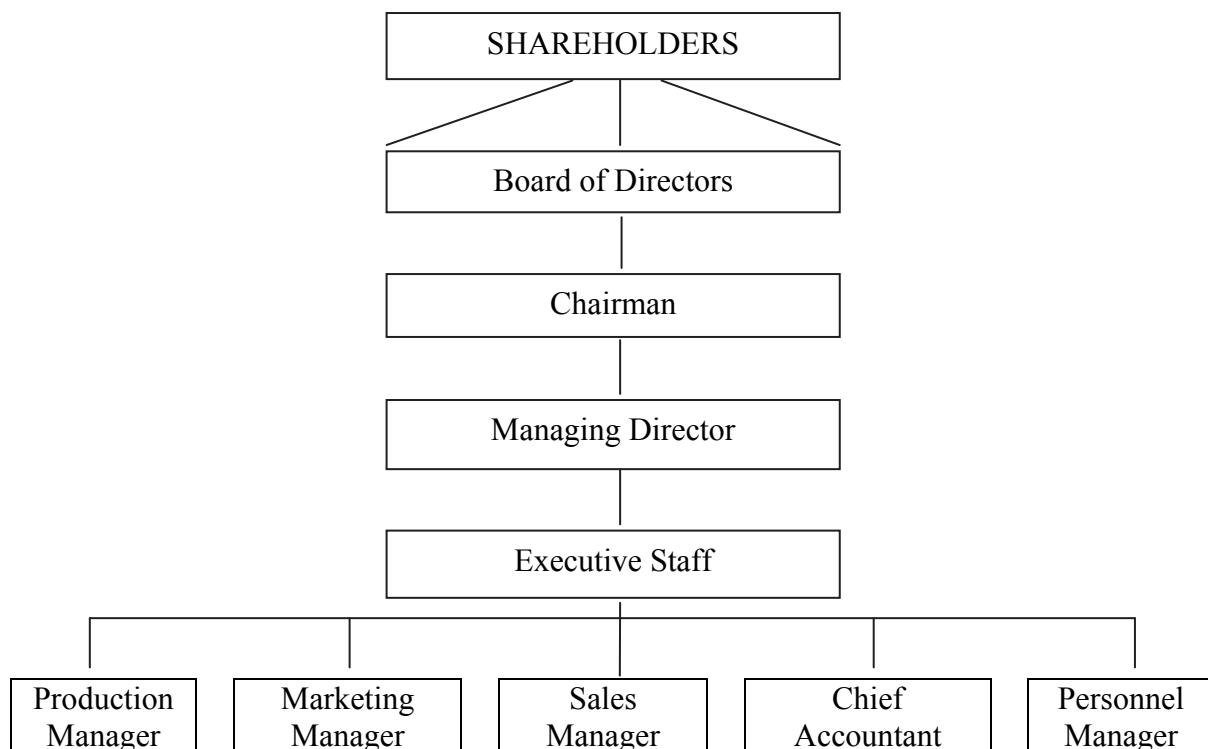 SHAREHOLDERS
Board of Directors
Chairman
Managing Director
Executive Staff
Production
Manager
Marketing
Manager
Sales
Manager
Chief
Accountant
Personnel
Manager